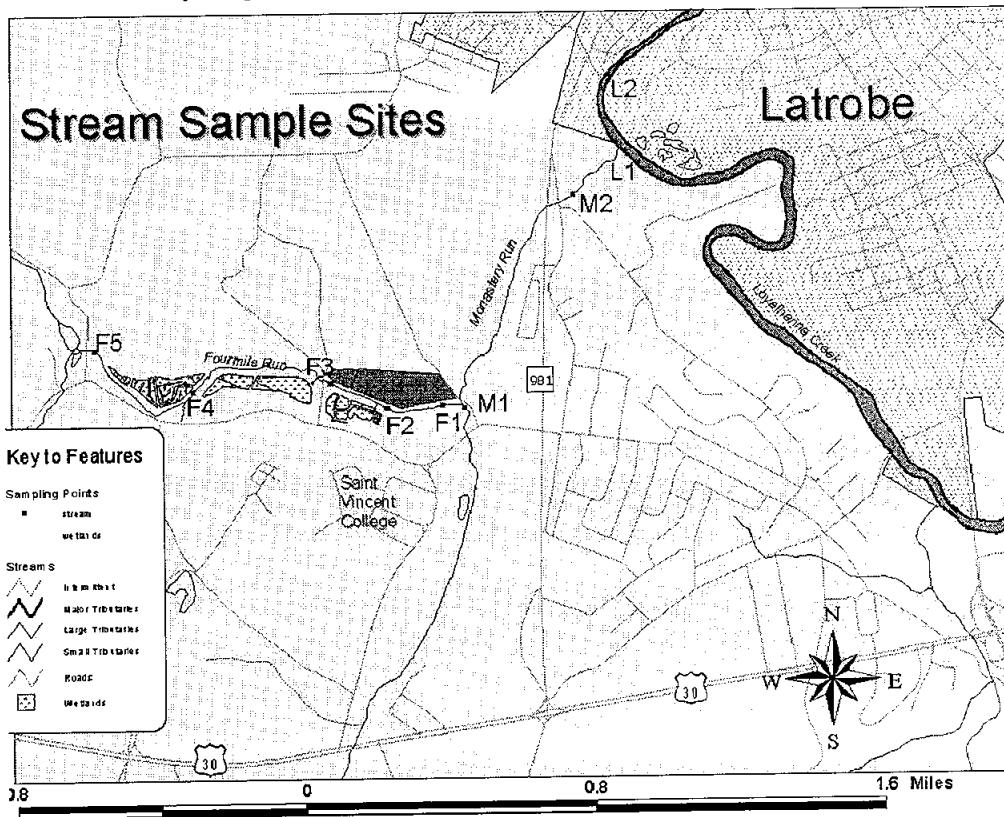 Stream Sample Sites
Latrobe
L2
L1
M2
Monastery Run
Loyalhanna Creek
F5
Fourmile Run
F3
F4
F2
F1
M1
981
Saint
Vincent
College
Key to Features
Sampling Points
stream
wetlands
Streams
Intermittent
Major Tributaries
Large Tributaries
Small Tributaries
Roads
Wetlands
N
W
E
S
30
30
0.8
0
0.8
1.6 Miles